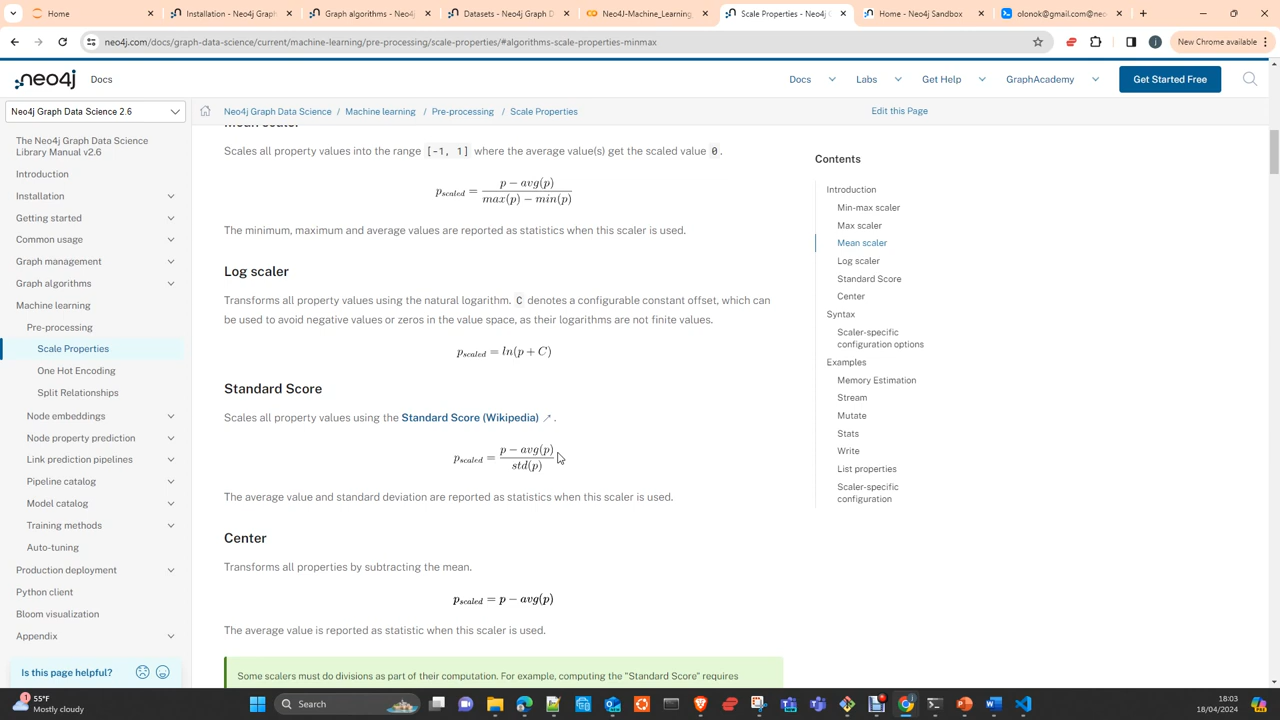 Home
Installation - Neo4j Graph
Graph algorithms - Neo4j
Datasets - Neo4j Graph D
Neo4J-Machine_Learning
Scale Properties - Neo4j
Home - Neo4j Sandbox
olonok@gmail.com@neo
neo4j.com/docs/graph-data-science/current/machine-learning/pre-processing/scale-properties/#algorithms-scale-properties-minmax
New Chrome available
neo4j
Docs
Docs
Labs
Get Help
GraphAcademy
Get Started Free
Neo4j Graph Data Science 2.6
Neo4j Graph Data Science / Machine learning / Pre-processing / Scale Properties
Edit this Page
The Neo4j Graph Data Science
Library Manual v2.6
Introduction
Installation
Getting started
Common usage
Graph management
Graph algorithms
Machine learning
Pre-processing
Scale Properties
One Hot Encoding
Split Relationships
Node embeddings
Node property prediction
Link prediction pipelines
Pipeline catalog
Model catalog
Training methods
Auto-tuning
Production deployment
Python client
Bloom visualization
Appendix
Is this page helpful?
Mean scaler
Scales all property values into the range [-1, 1] where the average value(s) get the scaled value 0.
p_scaled = (p − avg(p)) / (max(p) − min(p))
The minimum, maximum and average values are reported as statistics when this scaler is used.
Log scaler
Transforms all property values using the natural logarithm. C denotes a configurable constant offset, which can
be used to avoid negative values or zeros in the value space, as their logarithms are not finite values.
p_scaled = ln(p + C)
Standard Score
Scales all property values using the Standard Score (Wikipedia) ↗.
p_scaled = (p − avg(p)) / std(p)
The average value and standard deviation are reported as statistics when this scaler is used.
Center
Transforms all properties by subtracting the mean.
p_scaled = p − avg(p)
The average value is reported as statistic when this scaler is used.
Some scalers must do divisions as part of their computation. For example, computing the "Standard Score" requires
Contents
Introduction
Min-max scaler
Max scaler
Mean scaler
Log scaler
Standard Score
Center
Syntax
Scaler-specific
configuration options
Examples
Memory Estimation
Stream
Mutate
Stats
Write
List properties
Scaler-specific
configuration
55°F
Mostly cloudy
Search
18:03
18/04/2024